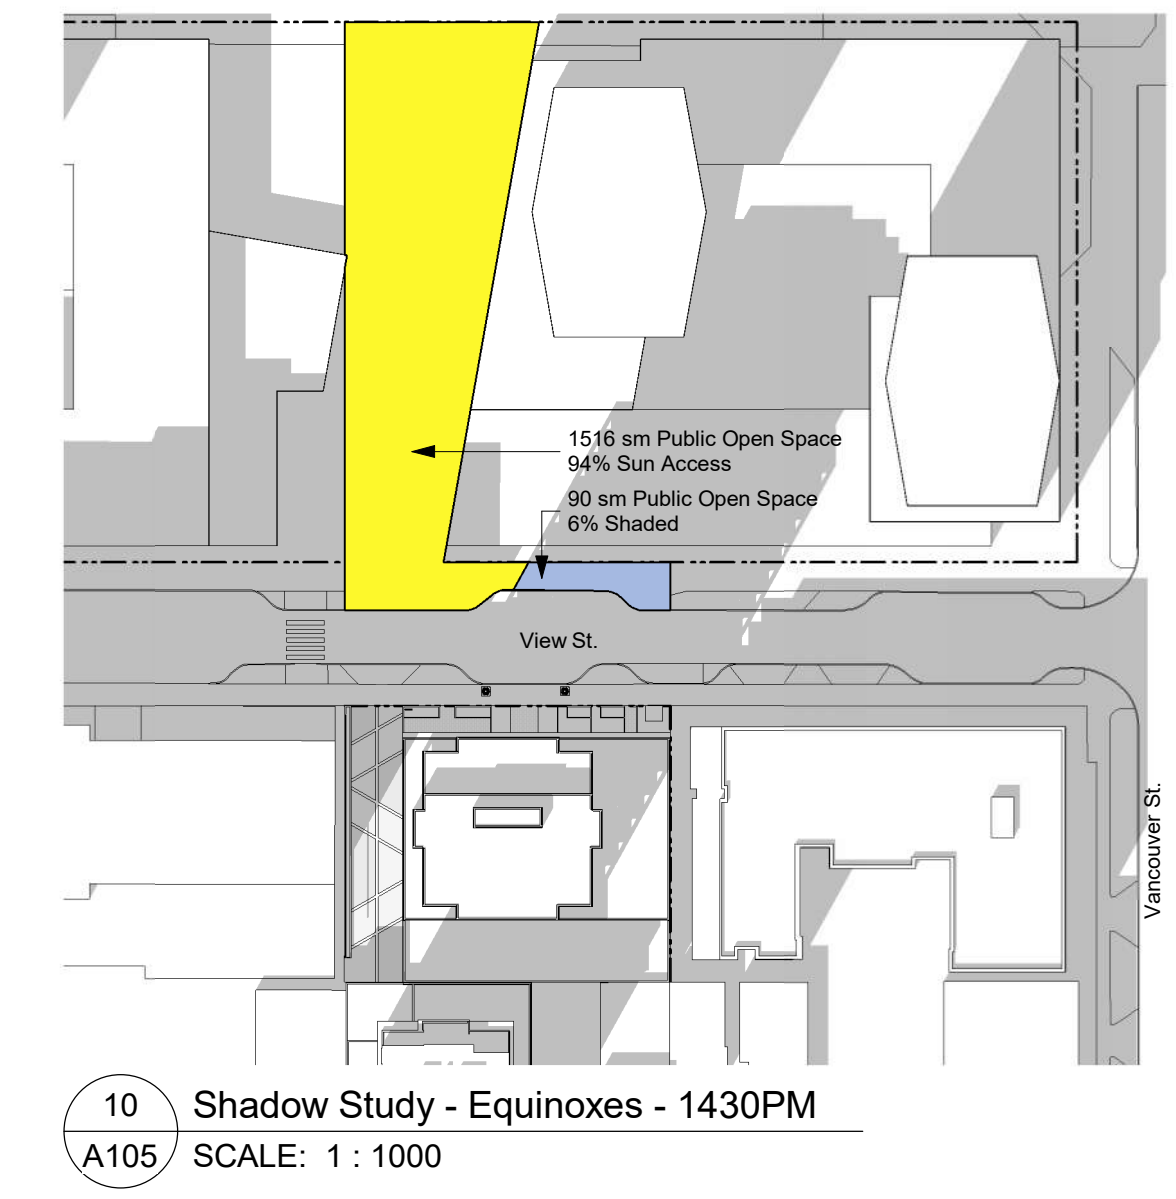 1516 sm Public Open Space
94% Sun Access
90 sm Public Open Space
6% Shaded
View St.
Vancouver St.
10
Shadow Study - Equinoxes - 1430PM
A105
SCALE: 1 : 1000